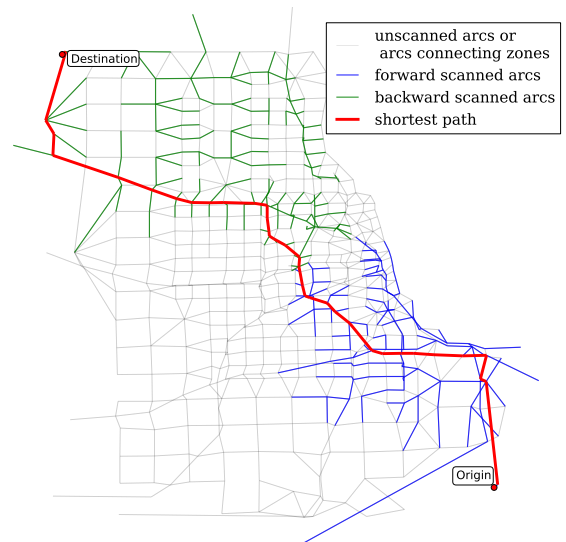 Destination
unscanned arcs or
arcs connecting zones
forward scanned arcs
backward scanned arcs
shortest path
Origin